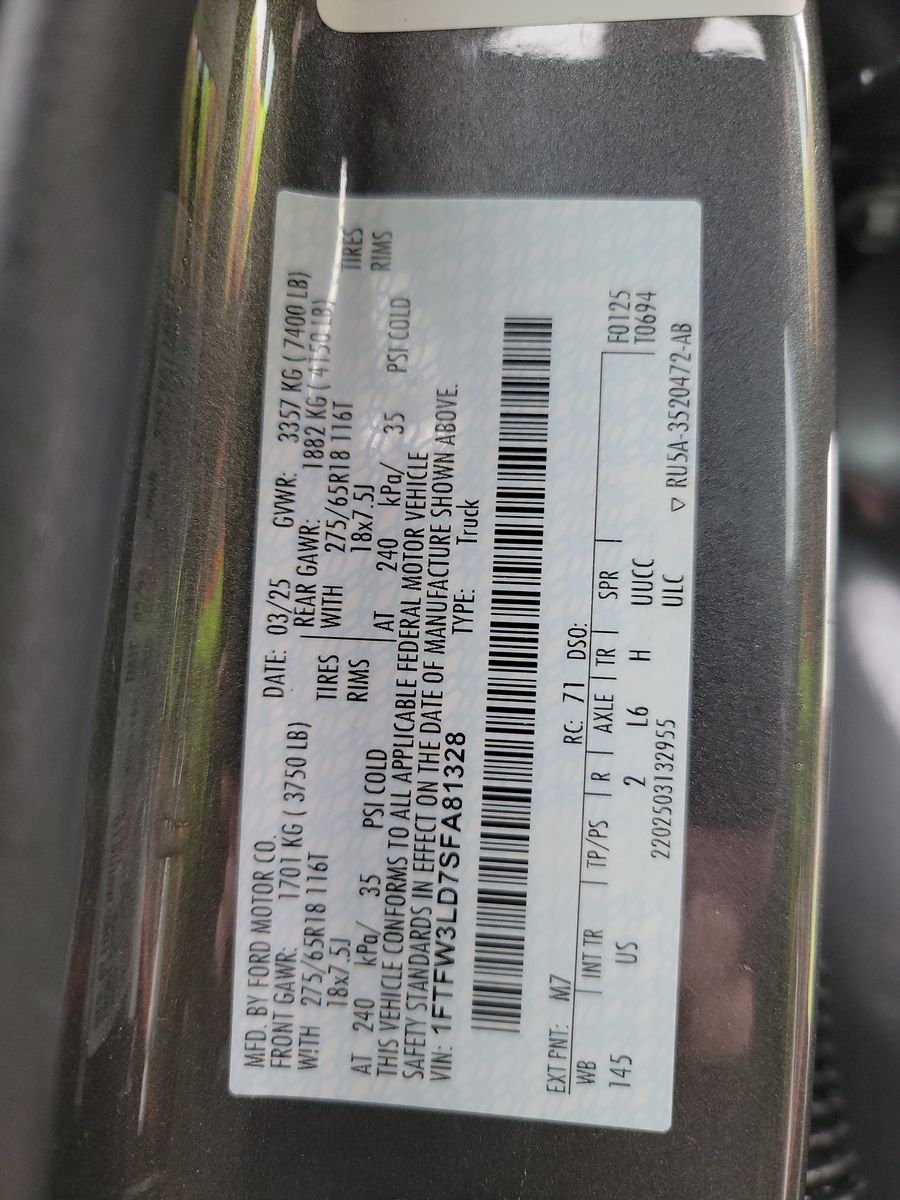 MFD. BY FORD MOTOR CO. DATE: 03/25 GVWR: 3357 KG ( 7400 LB)
FRONT GAWR: 1701 KG ( 3750 LB) REAR GAWR: 1882 KG ( 4150 LB)
WITH 275/65R18 116T TIRES WITH 275/65R18 116T TIRES
18x7.5J RIMS 18x7.5J RIMS
AT 240 kPa/ 35 PSI COLD AT 240 kPa/ 35 PSI COLD
THIS VEHICLE CONFORMS TO ALL APPLICABLE FEDERAL MOTOR VEHICLE
SAFETY STANDARDS IN EFFECT ON THE DATE OF MANUFACTURE SHOWN ABOVE.
VIN: 1FTFW3LD7SFA81328 TYPE: Truck
EXT PNT: M7 RC: 71 DSO:
WB INT TR TP/PS R AXLE TR SPR F0125
145 US 2 L6 H UUCC T0694
2202503132955 ULC ▽ RU5A-3520472-AB